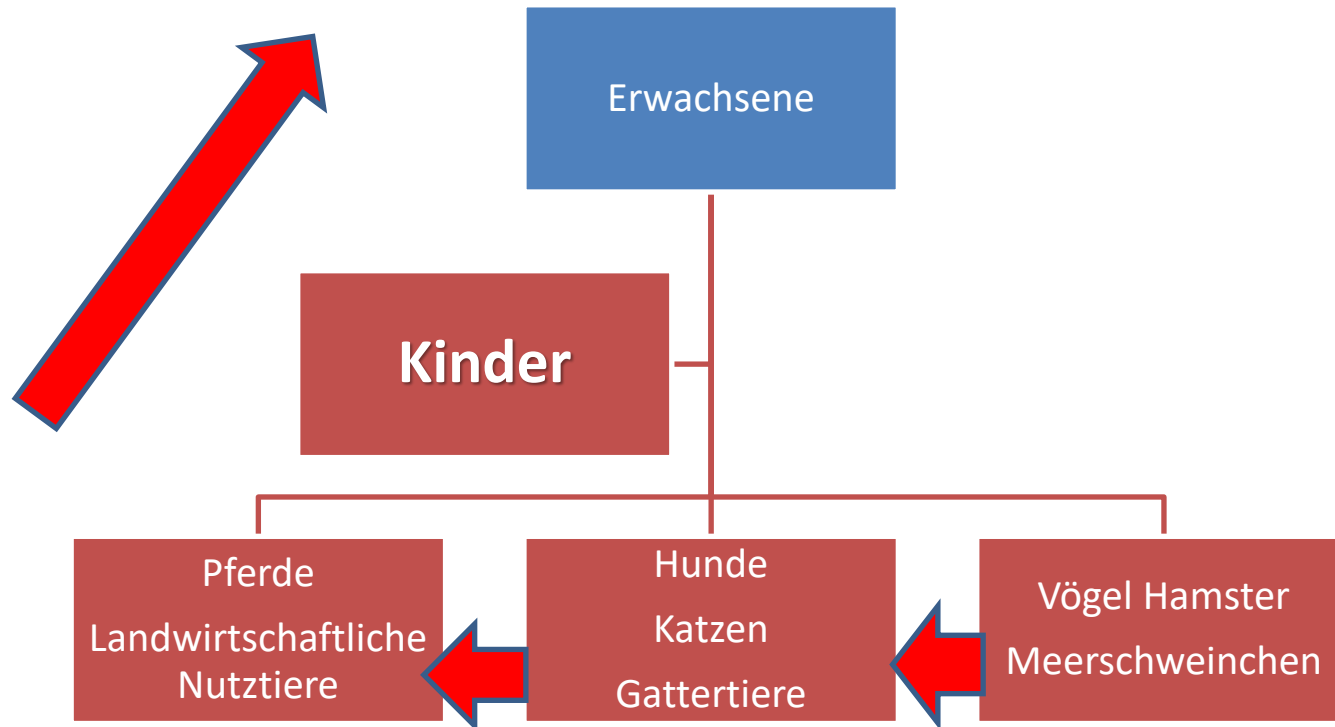 Erwachsene
Kinder
Pferde
Landwirtschaftliche
Nutztiere
Hunde
Katzen
Gattertiere
Vögel Hamster
Meerschweinchen